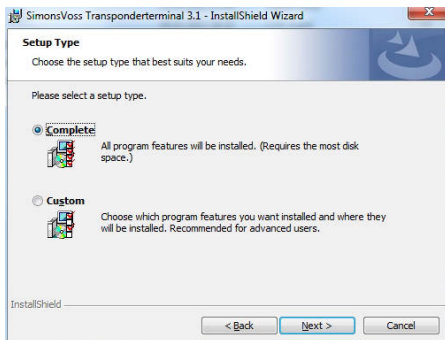 SimonsVoss Transponderterminal 3.1 - InstallShield Wizard
Setup Type
Choose the setup type that best suits your needs.
Please select a setup type.
Complete
All program features will be installed. (Requires the most disk
space.)
Custom
Choose which program features you want installed and where they
will be installed. Recommended for advanced users.
InstallShield
< Back Next > Cancel